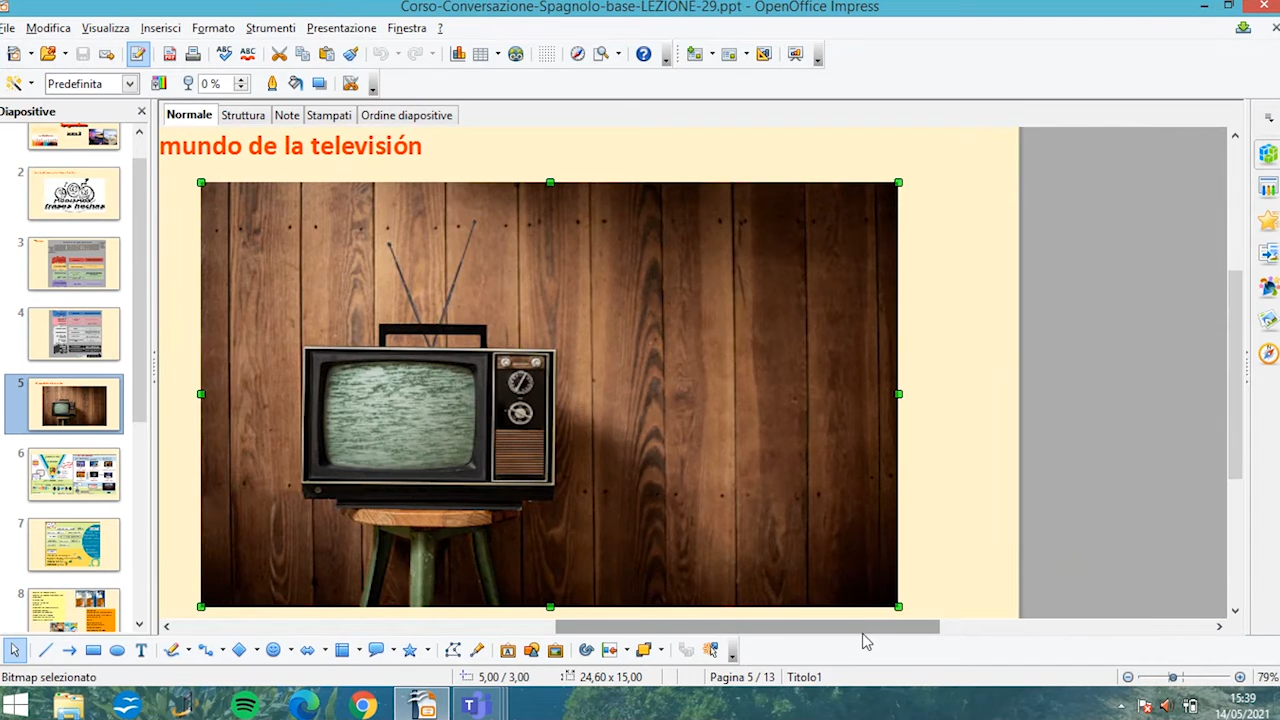 Corso-Conversazione-Spagnolo-base-LEZIONE-29.ppt - OpenOffice Impress
ile Modifica Visualizza Inserisci Formato Strumenti Presentazione Finestra ?
Predefinita 0 %
Diapositive
Normale Struttura Note Stampati Ordine diapositive
mundo de la televisión
2
3
4
5
6
7
8
Bitmap selezionato 5,00 / 3,00 24,60 x 15,00 Pagina 5 / 13 Titolo1 79%
15:39
14/05/2021